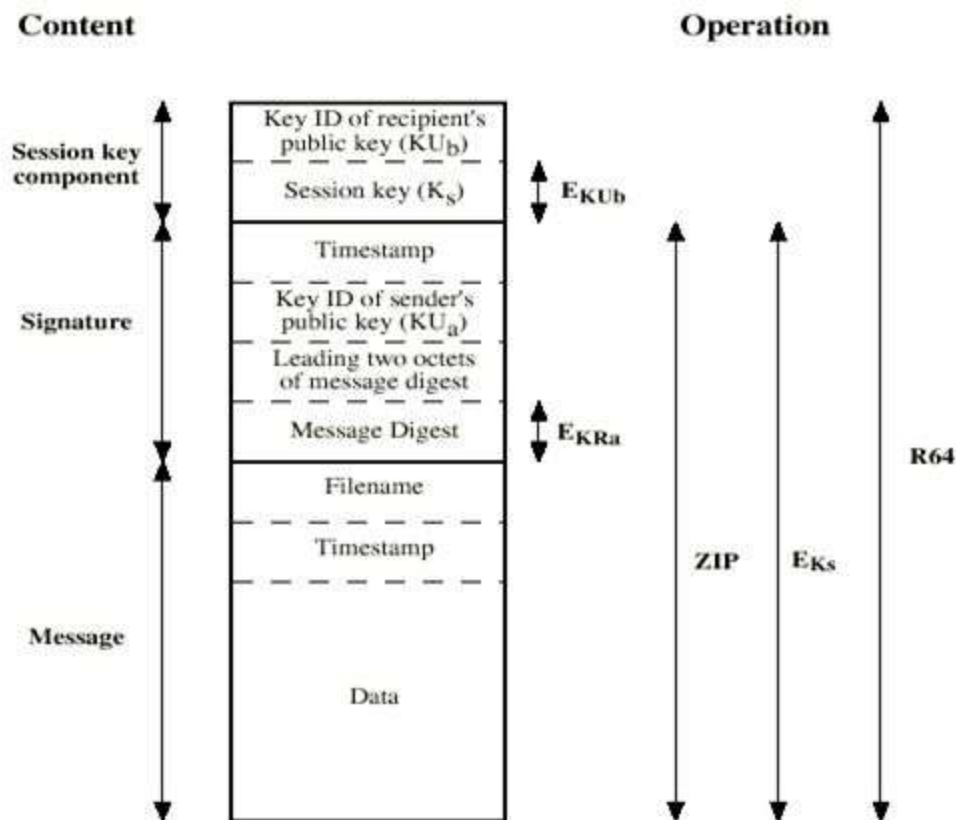 Content
Operation
Session key
component
Key ID of recipient's
public key (KUb)
Session key (Ks)
EKUb
Signature
Timestamp
Key ID of sender's
public key (KUa)
Leading two octets
of message digest
Message Digest
EKRa
R64
Message
Filename
Timestamp
ZIP
EKs
Data